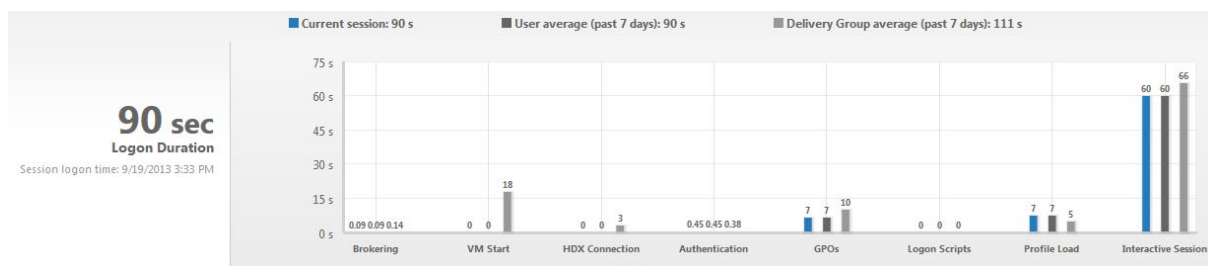 Current session: 90 s User average (past 7 days): 90 s Delivery Group average (past 7 days): 111 s
90 sec
Logon Duration
Session logon time: 9/19/2013 3:33 PM
75 s
60 s
45 s
30 s
15 s
0 s
0.09 0.09 0.14
0 0 18
0 0 3
0.45 0.45 0.38
7 7 10
0 0 0
7 7 5
60 60 66
Brokering VM Start HDX Connection Authentication GPOs Logon Scripts Profile Load Interactive Session